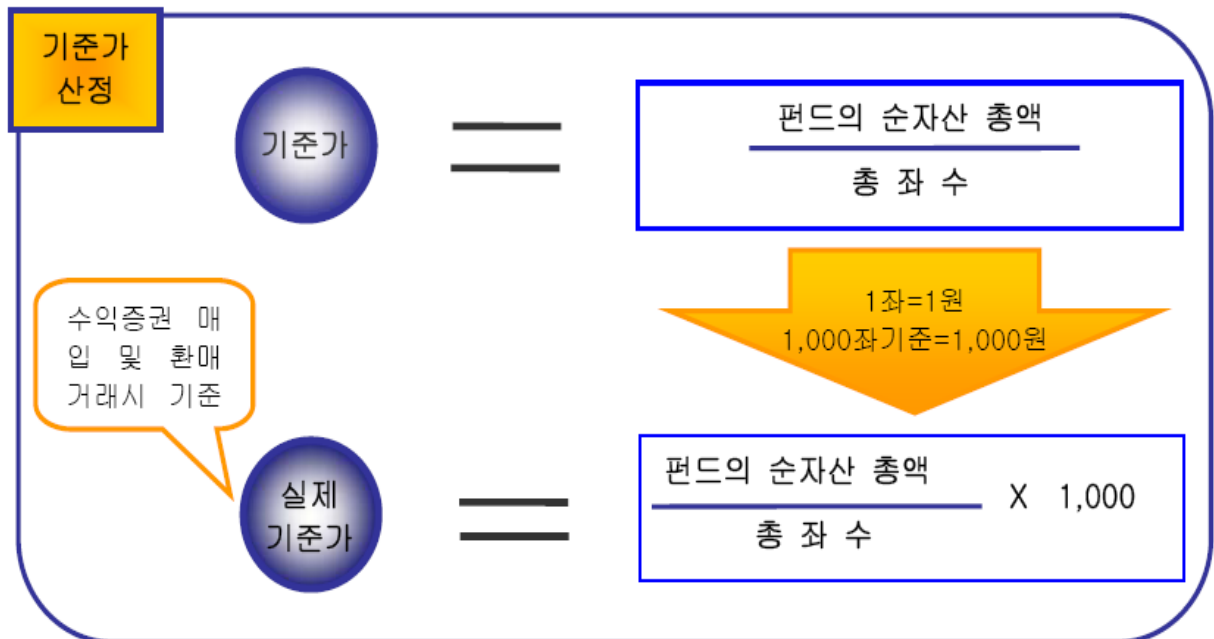 기준가
산정
기준가
펀드의 순자산 총액
총 좌 수
1좌=1원
1,000좌기준=1,000원
수익증권 매
입 및 환매
거래시 기준
실제
기준가
펀드의 순자산 총액
총 좌 수
X 1,000